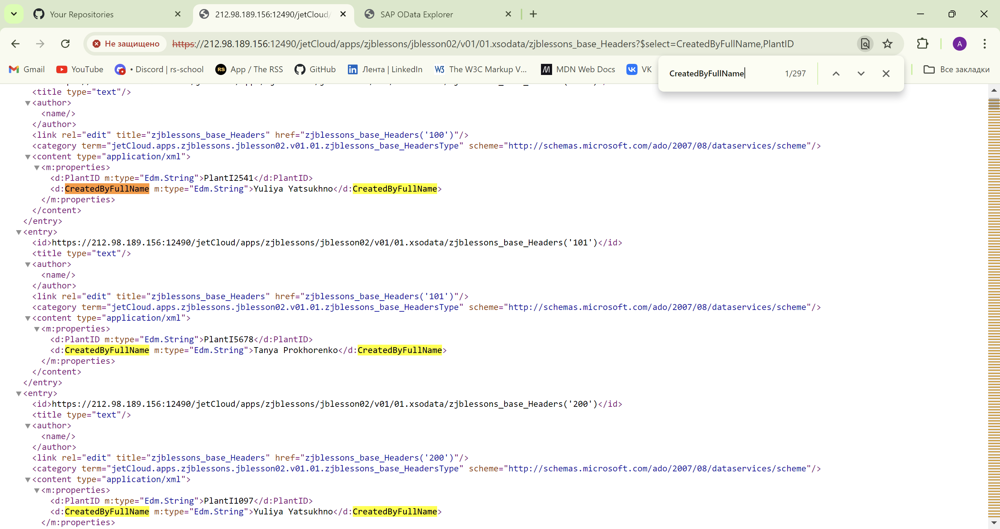 Your Repositories
212.98.189.156:12490/jetCloud/
SAP OData Explorer
Не защищено
https://212.98.189.156:12490/jetCloud/apps/zjblessons/jblesson02/v01/01.xsodata/zjblessons_base_Headers?$select=CreatedByFullName,PlantID
A
Gmail
YouTube
• Discord | rs-school
RS
App / The RSS
GitHub
in
Лента | LinkedIn
W3
The W3C Markup V...
M
MDN Web Docs
VK
Все закладки
CreatedByFullName
1/297
<title type="text"/>
▼<author>
<name/>
</author>
<link rel="edit" title="zjblessons_base_Headers" href="zjblessons_base_Headers('100')"/>
<category term="jetCloud.apps.zjblessons.jblesson02.v01.01.zjblessons_base_HeadersType" scheme="http://schemas.microsoft.com/ado/2007/08/dataservices/scheme"/>
▼<content type="application/xml">
▼<m:properties>
<d:PlantID m:type="Edm.String">PlantI2541</d:PlantID>
<d:CreatedByFullName m:type="Edm.String">Yuliya Yatsukhno</d:CreatedByFullName>
</m:properties>
</content>
</entry>
▼<entry>
<id>https://212.98.189.156:12490/jetCloud/apps/zjblessons/jblesson02/v01/01.xsodata/zjblessons_base_Headers('101')</id>
<title type="text"/>
▼<author>
<name/>
</author>
<link rel="edit" title="zjblessons_base_Headers" href="zjblessons_base_Headers('101')"/>
<category term="jetCloud.apps.zjblessons.jblesson02.v01.01.zjblessons_base_HeadersType" scheme="http://schemas.microsoft.com/ado/2007/08/dataservices/scheme"/>
▼<content type="application/xml">
▼<m:properties>
<d:PlantID m:type="Edm.String">PlantI5678</d:PlantID>
<d:CreatedByFullName m:type="Edm.String">Tanya Prokhorenko</d:CreatedByFullName>
</m:properties>
</content>
</entry>
▼<entry>
<id>https://212.98.189.156:12490/jetCloud/apps/zjblessons/jblesson02/v01/01.xsodata/zjblessons_base_Headers('200')</id>
<title type="text"/>
▼<author>
<name/>
</author>
<link rel="edit" title="zjblessons_base_Headers" href="zjblessons_base_Headers('200')"/>
<category term="jetCloud.apps.zjblessons.jblesson02.v01.01.zjblessons_base_HeadersType" scheme="http://schemas.microsoft.com/ado/2007/08/dataservices/scheme"/>
▼<content type="application/xml">
▼<m:properties>
<d:PlantID m:type="Edm.String">PlantI1097</d:PlantID>
<d:CreatedByFullName m:type="Edm.String">Yuliya Yatsukhno</d:CreatedByFullName>
</m:properties>